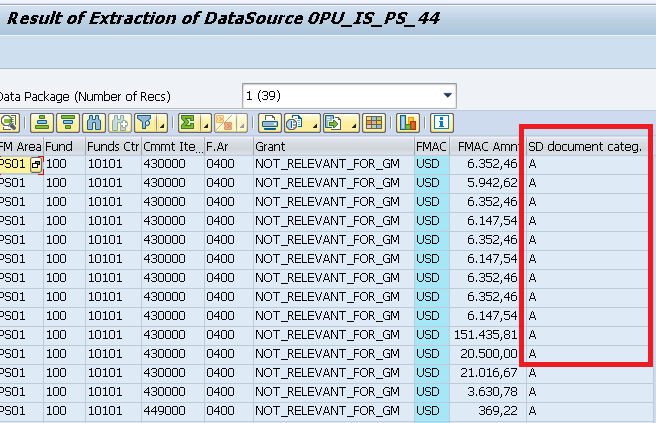 Result of Extraction of DataSource 0PU_IS_PS_44
Data Package (Number of Recs) 1 (39)
FM Area Fund Funds Ctr Cmmt Ite... F.Ar Grant FMAC FMAC Amnt SD document categ.
PS01 100 10101 430000 0400 NOT_RELEVANT_FOR_GM USD 6.352,46 A
PS01 100 10101 430000 0400 NOT_RELEVANT_FOR_GM USD 5.942,62 A
PS01 100 10101 430000 0400 NOT_RELEVANT_FOR_GM USD 6.352,46 A
PS01 100 10101 430000 0400 NOT_RELEVANT_FOR_GM USD 6.147,54 A
PS01 100 10101 430000 0400 NOT_RELEVANT_FOR_GM USD 6.352,46 A
PS01 100 10101 430000 0400 NOT_RELEVANT_FOR_GM USD 6.147,54 A
PS01 100 10101 430000 0400 NOT_RELEVANT_FOR_GM USD 6.352,46 A
PS01 100 10101 430000 0400 NOT_RELEVANT_FOR_GM USD 6.352,46 A
PS01 100 10101 430000 0400 NOT_RELEVANT_FOR_GM USD 6.147,54 A
PS01 100 10101 430000 0400 NOT_RELEVANT_FOR_GM USD 151.435,81 A
PS01 100 10101 430000 0400 NOT_RELEVANT_FOR_GM USD 20.500,00 A
PS01 100 10101 430000 0400 NOT_RELEVANT_FOR_GM USD 21.016,67 A
PS01 100 10101 430000 0400 NOT_RELEVANT_FOR_GM USD 3.630,78 A
PS01 100 10101 449000 0400 NOT_RELEVANT_FOR_GM USD 369,22 A